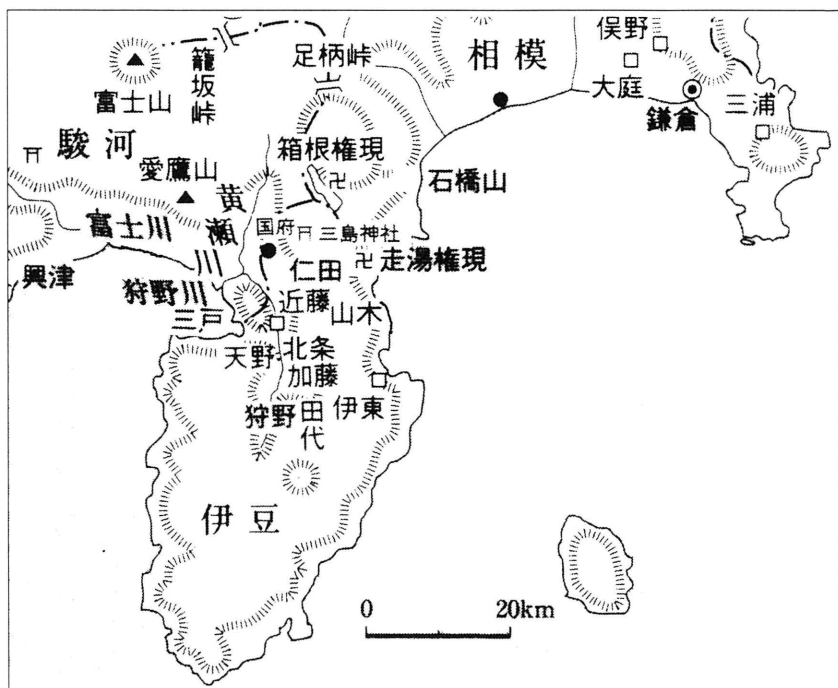 富士山
籠坂峠
足柄峠
相模
俣野
大庭
鎌倉
三浦
駿河
愛鷹山
黄瀬川
箱根権現
石橋山
富士川
国府
三島神社
走湯権現
興津
狩野川
仁田
三戸
近藤
山木
天野
北条
加藤
狩野
田代
伊東
伊豆
0 20km